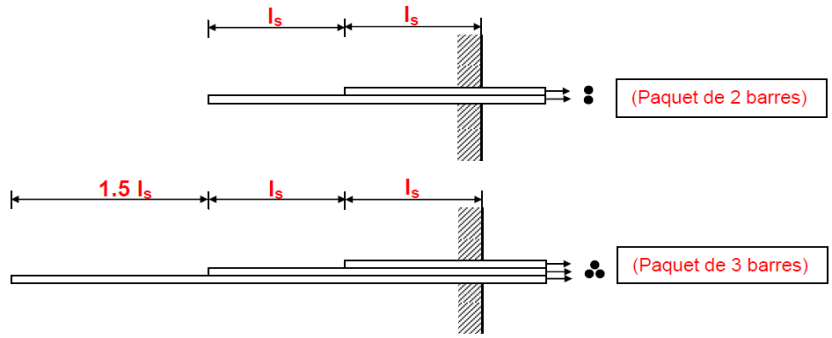 lₛ lₛ
(Paquet de 2 barres)
1.5 lₛ lₛ lₛ
(Paquet de 3 barres)